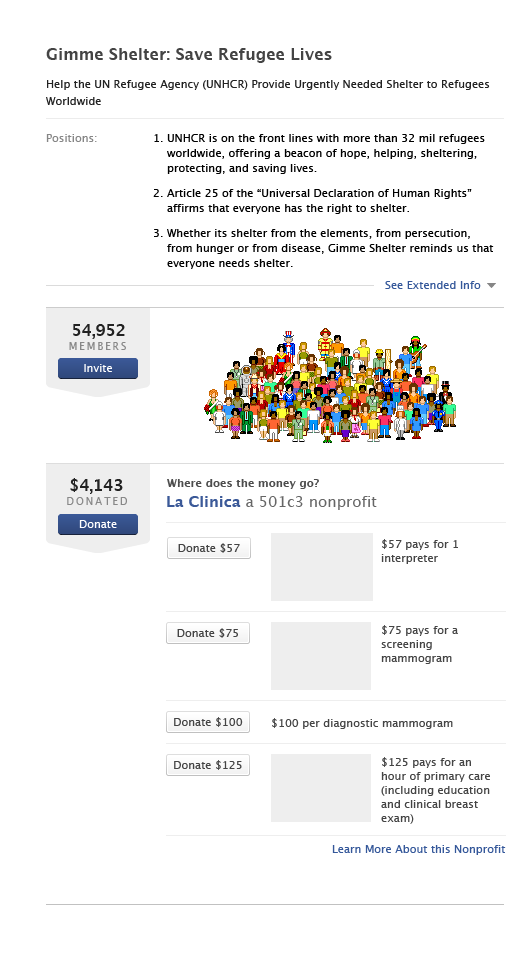 Gimme Shelter: Save Refugee Lives
Help the UN Refugee Agency (UNHCR) Provide Urgently Needed Shelter to Refugees
Worldwide
Positions:
1. UNHCR is on the front lines with more than 32 mil refugees
worldwide, offering a beacon of hope, helping, sheltering,
protecting, and saving lives.
2. Article 25 of the “Universal Declaration of Human Rights”
affirms that everyone has the right to shelter.
3. Whether its shelter from the elements, from persecution,
from hunger or from disease, Gimme Shelter reminds us that
everyone needs shelter.
See Extended Info
54,952
MEMBERS
Invite
$4,143
DONATED
Donate
Where does the money go?
La Clinica a 501c3 nonprofit
Donate $57
$57 pays for 1
interpreter
Donate $75
$75 pays for a
screening
mammogram
Donate $100
$100 per diagnostic mammogram
Donate $125
$125 pays for an
hour of primary care
(including education
and clinical breast
exam)
Learn More About this Nonprofit